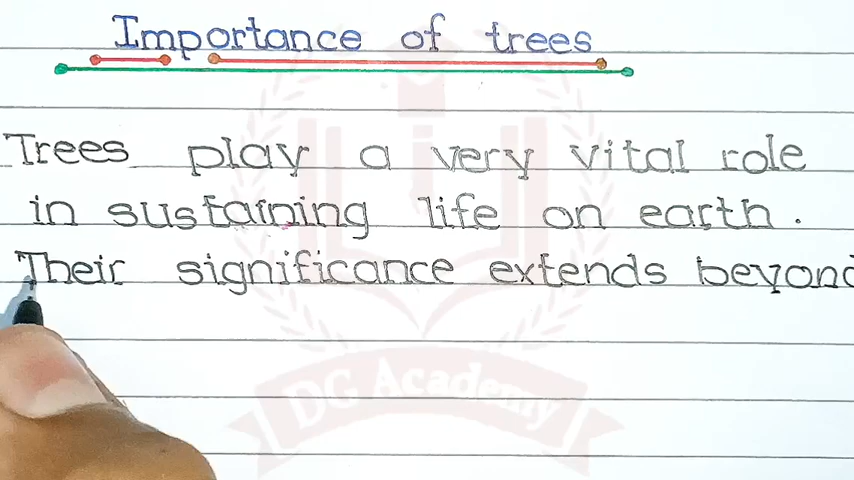 Importance of trees
Trees play a very vital role
in sustaining life on earth.
Their significance extends beyond
DG Academy